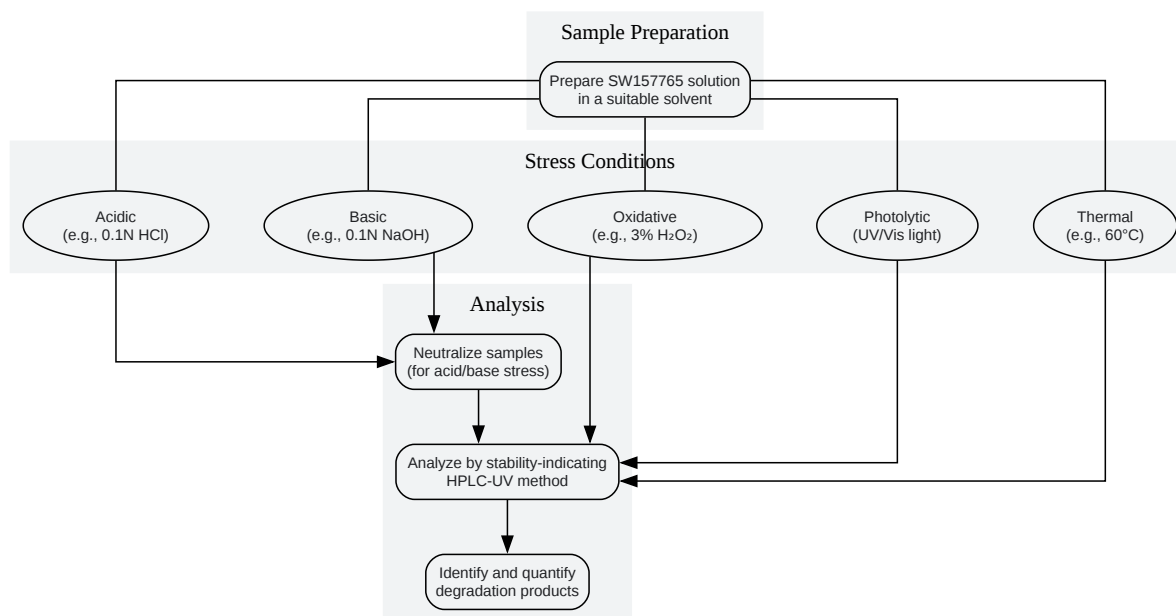 Sample Preparation
Prepare SW157765 solution
in a suitable solvent
Stress Conditions
Acidic
(e.g., 0.1N HCl)
Basic
(e.g., 0.1N NaOH)
Oxidative
(e.g., 3% H₂O₂)
Photolytic
(UV/Vis light)
Thermal
(e.g., 60°C)
Analysis
Neutralize samples
(for acid/base stress)
Analyze by stability-indicating
HPLC-UV method
Identify and quantify
degradation products